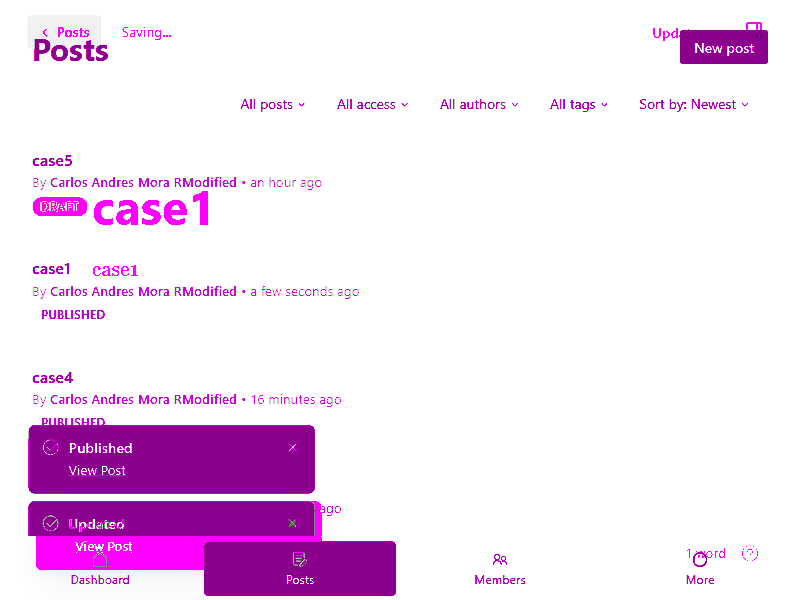 Posts Saving... Upda
Posts New post
All posts All access All authors All tags Sort by: Newest
case5
By Carlos Andres Mora RModified • an hour ago
DRAFT case1
case1 case1
By Carlos Andres Mora RModified • a few seconds ago
PUBLISHED
case4
By Carlos Andres Mora RModified • 16 minutes ago
PUBLISHED
Published
View Post
ago
Updated
View Post
1 word
Dashboard Posts Members More